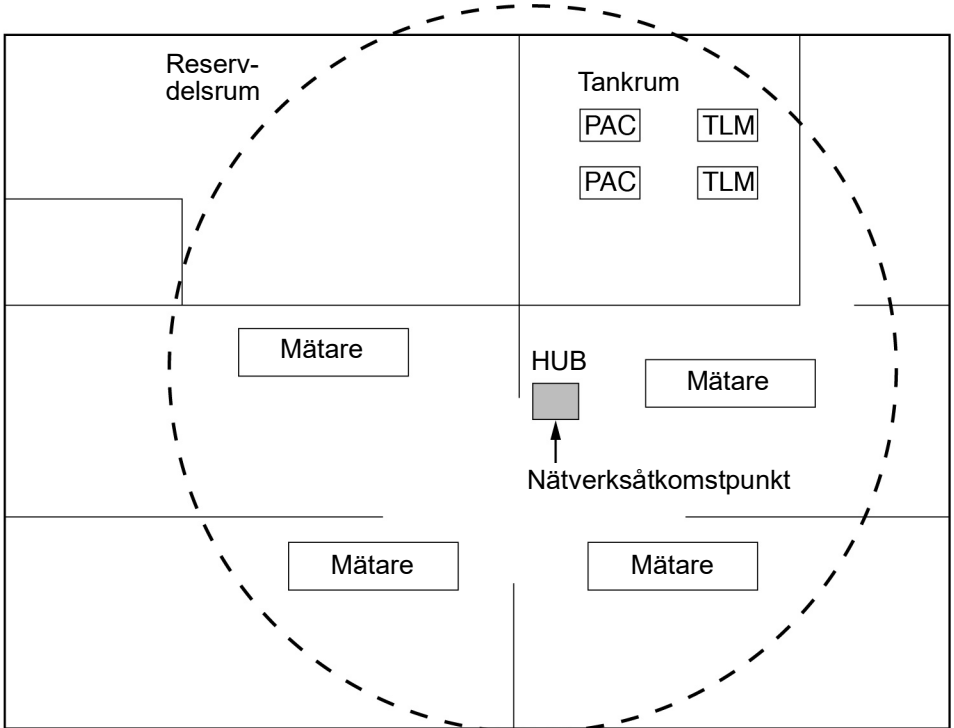 Reserv-
delsrum
Tankrum
PAC
TLM
PAC
TLM
Mätare
HUB
Mätare
Nätverksåtkomstpunkt
Mätare
Mätare